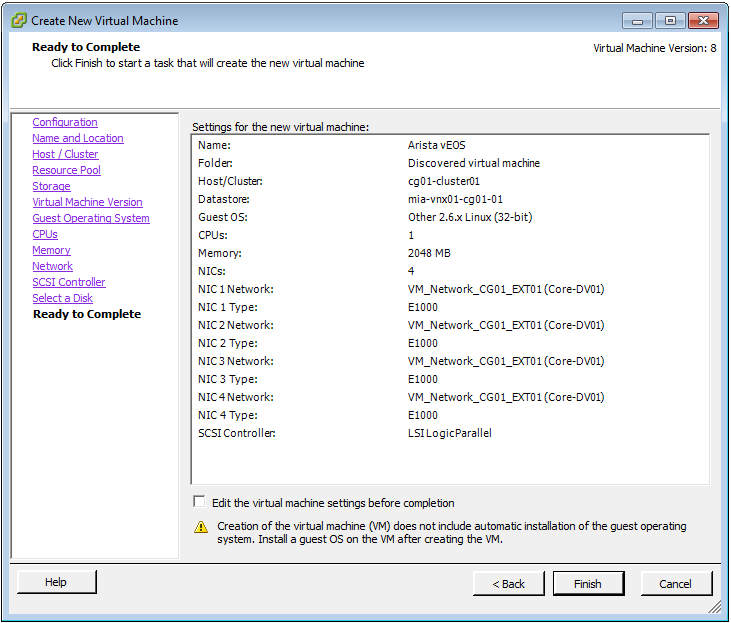 Create New Virtual Machine
Ready to Complete
Click Finish to start a task that will create the new virtual machine
Virtual Machine Version: 8
Configuration
Name and Location
Host / Cluster
Resource Pool
Storage
Virtual Machine Version
Guest Operating System
CPUs
Memory
Network
SCSI Controller
Select a Disk
Ready to Complete
Settings for the new virtual machine:
Name: Arista vEOS
Folder: Discovered virtual machine
Host/Cluster: cg01-cluster01
Datastore: mia-vnx01-cg01-01
Guest OS: Other 2.6.x Linux (32-bit)
CPUs: 1
Memory: 2048 MB
NICs: 4
NIC 1 Network: VM_Network_CG01_EXT01 (Core-DV01)
NIC 1 Type: E1000
NIC 2 Network: VM_Network_CG01_EXT01 (Core-DV01)
NIC 2 Type: E1000
NIC 3 Network: VM_Network_CG01_EXT01 (Core-DV01)
NIC 3 Type: E1000
NIC 4 Network: VM_Network_CG01_EXT01 (Core-DV01)
NIC 4 Type: E1000
SCSI Controller: LSI Logic Parallel
Edit the virtual machine settings before completion
Creation of the virtual machine (VM) does not include automatic installation of the guest operating
system. Install a guest OS on the VM after creating the VM.
Help
< Back
Finish
Cancel